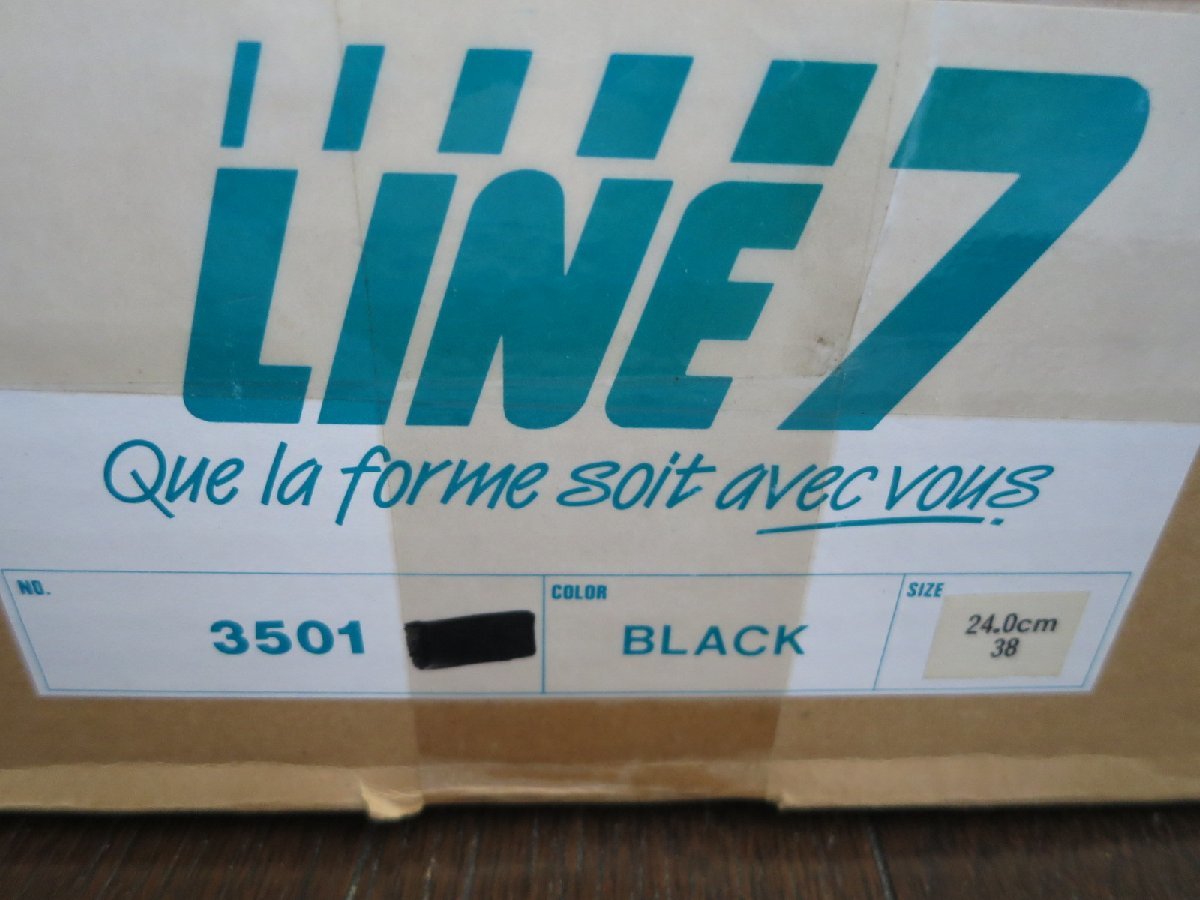 LINE 7
Que la forme soit avec vous.
NO. 3501 COLOR BLACK SIZE 24.0cm
38